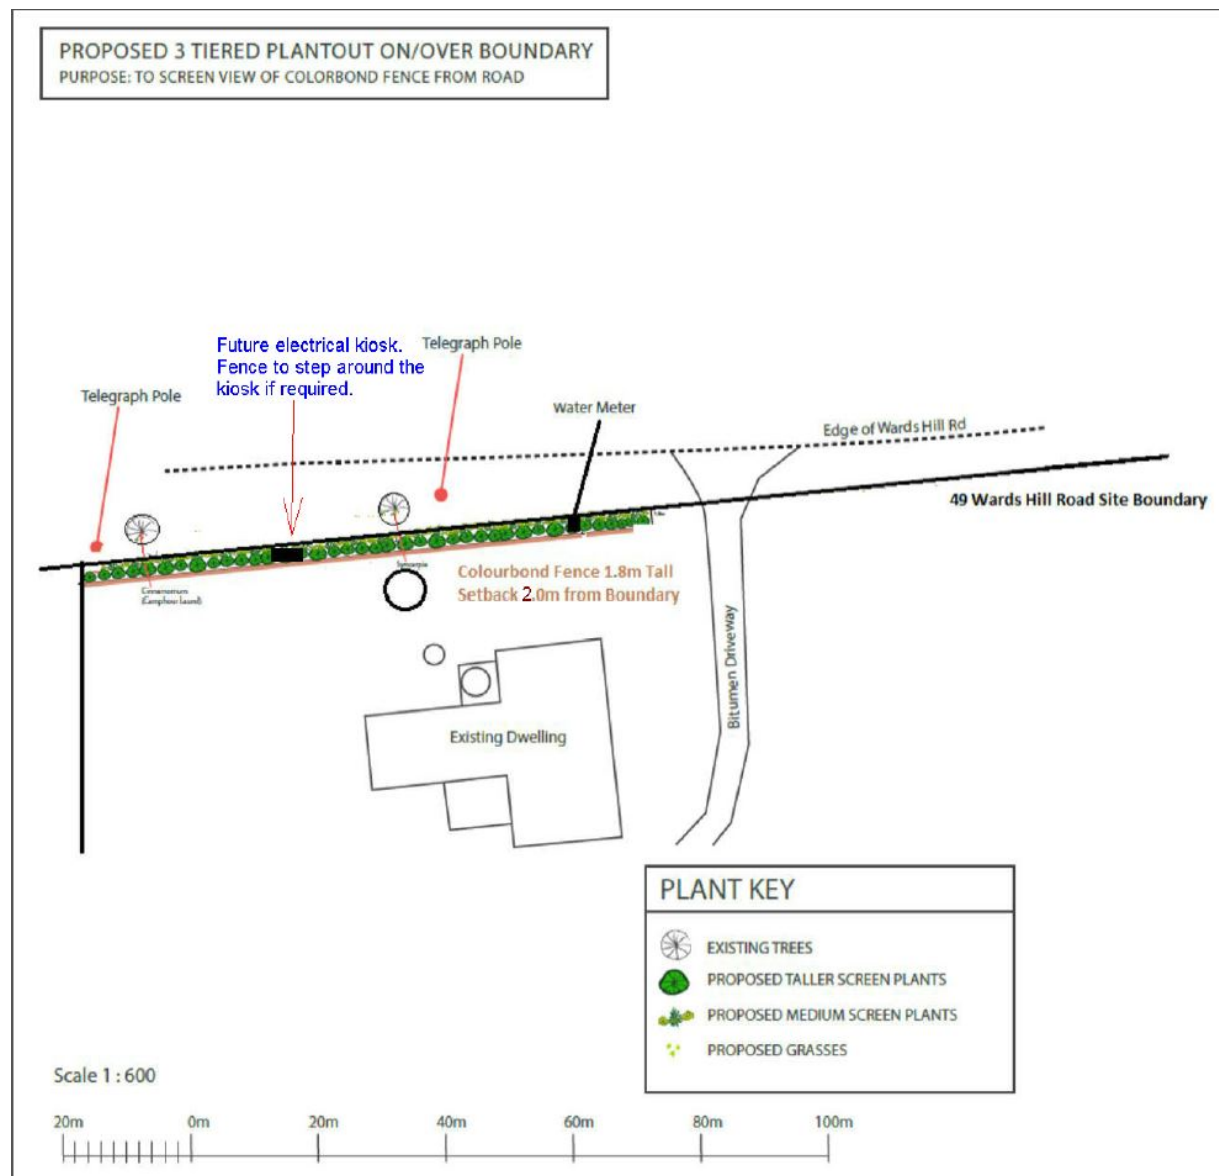 PROPOSED 3 TIERED PLANTOUT ON/OVER BOUNDARY
PURPOSE: TO SCREEN VIEW OF COLORBOND FENCE FROM ROAD
Future electrical kiosk.
Fence to step around the
kiosk if required.
Telegraph Pole
Telegraph Pole
Water Meter
Edge of Wards Hill Rd
49 Wards Hill Road Site Boundary
Cinnamomum
(Camphour Laurel)
Syncarpia
Colourbond Fence 1.8m Tall
Setback 2.0m from Boundary
Bitumen Driveway
Existing Dwelling
PLANT KEY
EXISTING TREES
PROPOSED TALLER SCREEN PLANTS
PROPOSED MEDIUM SCREEN PLANTS
PROPOSED GRASSES
Scale 1 : 600
20m 0m 20m 40m 60m 80m 100m